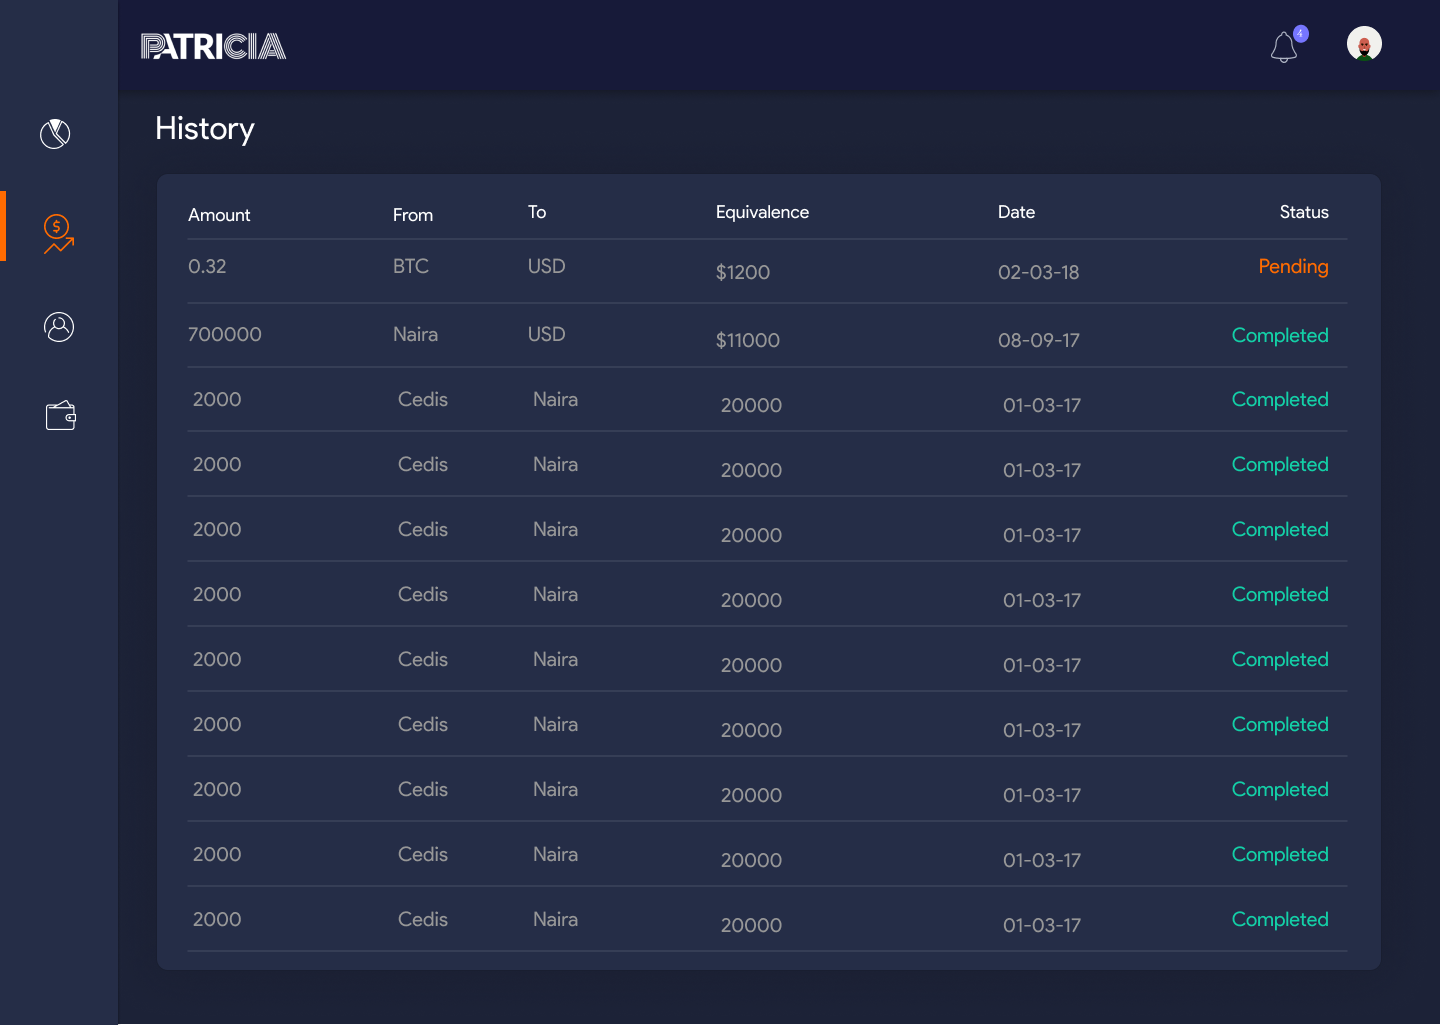 PATRICIA
4
History
Amount From To Equivalence Date Status
0.32 BTC USD $1200 02-03-18 Pending
700000 Naira USD $11000 08-09-17 Completed
2000 Cedis Naira 20000 01-03-17 Completed
2000 Cedis Naira 20000 01-03-17 Completed
2000 Cedis Naira 20000 01-03-17 Completed
2000 Cedis Naira 20000 01-03-17 Completed
2000 Cedis Naira 20000 01-03-17 Completed
2000 Cedis Naira 20000 01-03-17 Completed
2000 Cedis Naira 20000 01-03-17 Completed
2000 Cedis Naira 20000 01-03-17 Completed
2000 Cedis Naira 20000 01-03-17 Completed